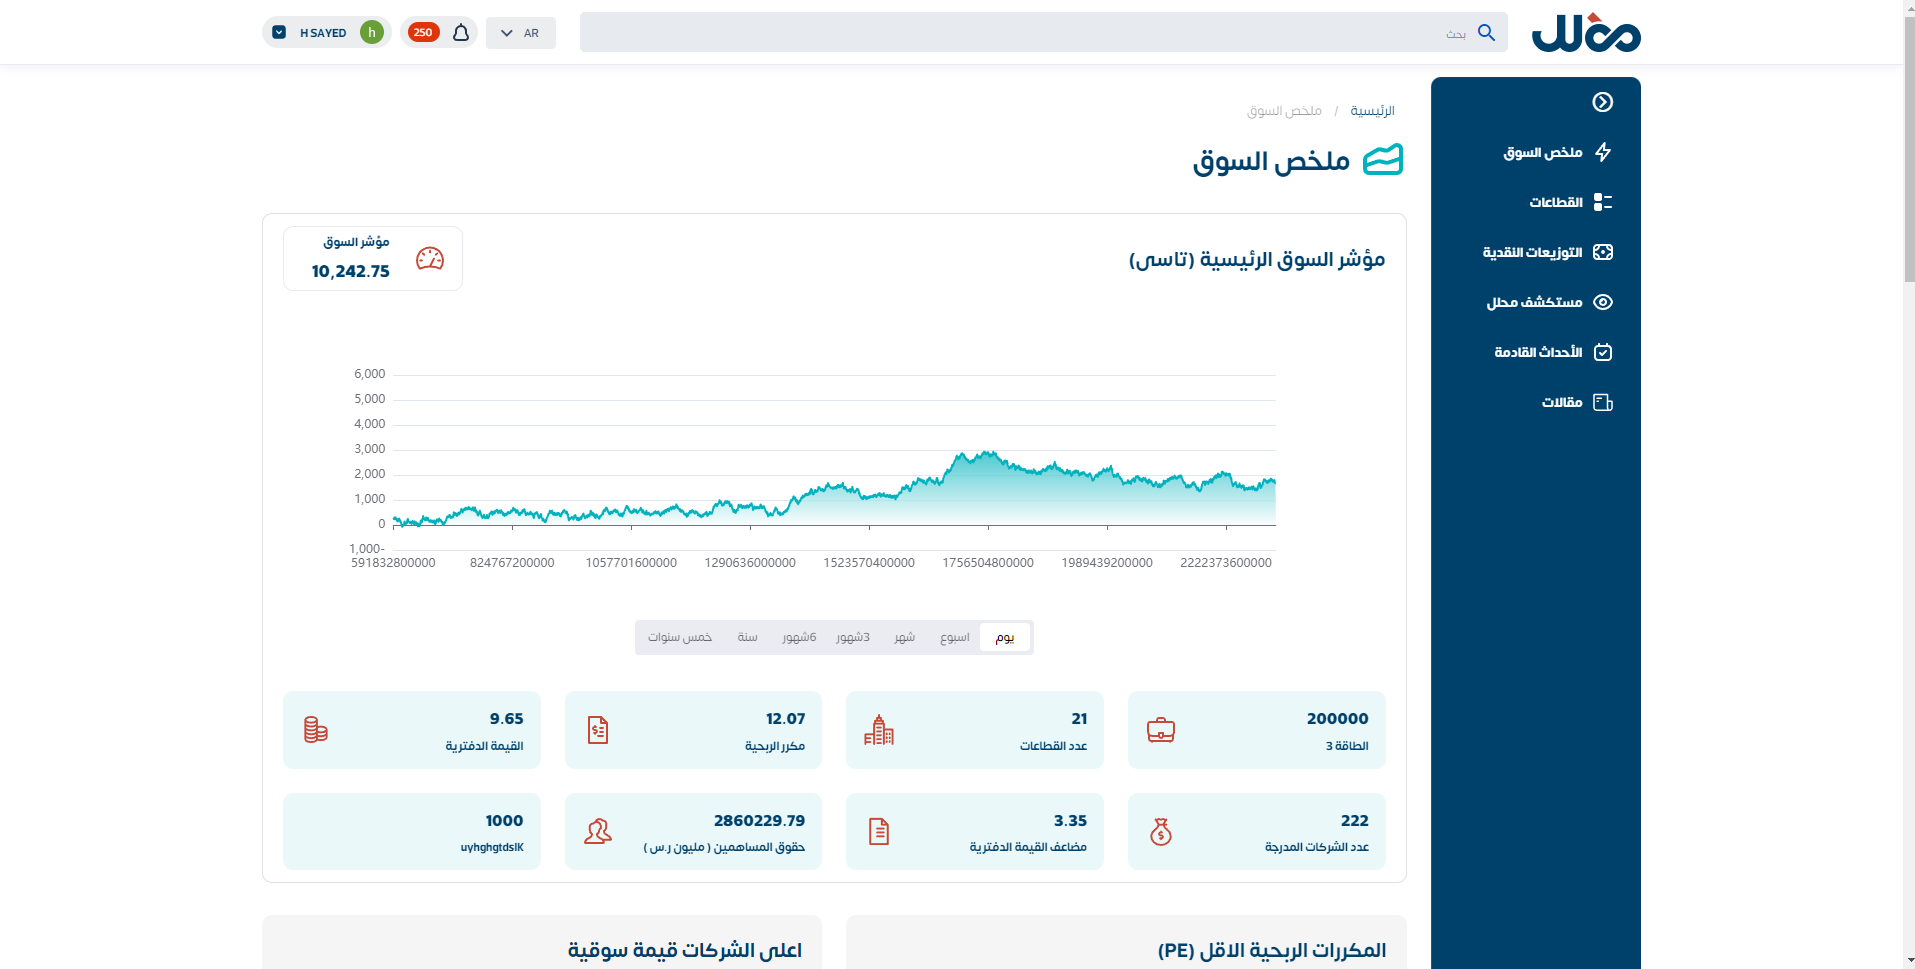 محلل
بحث
AR
250
h
H SAYED
ملخص السوق
القطاعات
التوزيعات النقدية
مستكشف محلل
الأحداث القادمة
مقالات
الرئيسية / ملخص السوق
ملخص السوق
مؤشر السوق الرئيسية (تاسي)
مؤشر السوق
10,242.75
6,000
5,000
4,000
3,000
2,000
1,000
0
1,000-
591832800000 824767200000 1057701600000 1290636000000 1523570400000 1756504800000 1989439200000 2222373600000
يوم اسبوع شهر 3شهور 6شهور سنة خمس سنوات
200000
الطاقة 3
21
عدد القطاعات
12.07
مكرر الربحية
9.65
القيمة الدفترية
222
عدد الشركات المدرجة
3.35
مضاعف القيمة الدفترية
2860229.79
حقوق المساهمين ( مليون ر.س )
1000
المكررات الربحية الاقل (PE)
اعلى الشركات قيمة سوقية